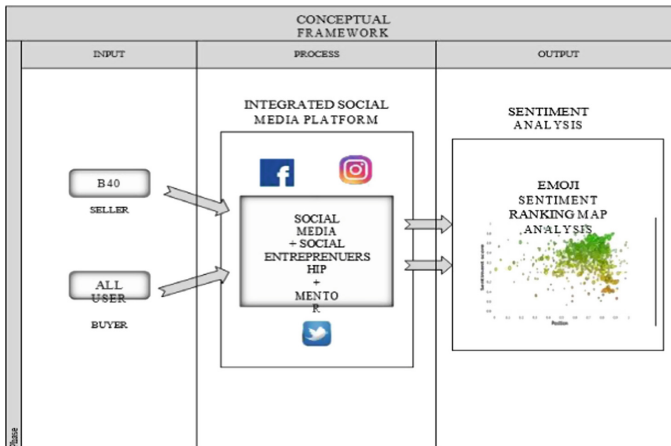 CONCEPTUAL
FRAMEWORK
INPUT
PROCESS
OUTPUT
Phase
INTEGRATED SOCIAL
MEDIA PLATFORM
SENTIMENT
ANALYSIS
B40
SELLER
ALL
USER
BUYER
SOCIAL
MEDIA
+ SOCIAL
ENTREPRENUERS
HIP
+
MENTO
R
EMOJI
SENTIMENT
RANKING MAP
ANALYSIS
Position